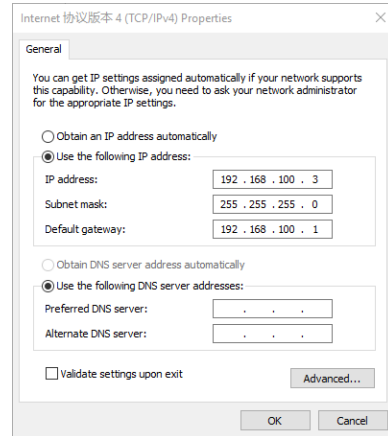 Internet 协议版本 4 (TCP/IPv4) Properties
General
You can get IP settings assigned automatically if your network supports
this capability. Otherwise, you need to ask your network administrator
for the appropriate IP settings.
Obtain an IP address automatically
Use the following IP address:
IP address: 192 . 168 . 100 . 3
Subnet mask: 255 . 255 . 255 . 0
Default gateway: 192 . 168 . 100 . 1
Obtain DNS server address automatically
Use the following DNS server addresses:
Preferred DNS server: . . .
Alternate DNS server: . . .
Validate settings upon exit
Advanced...
OK Cancel